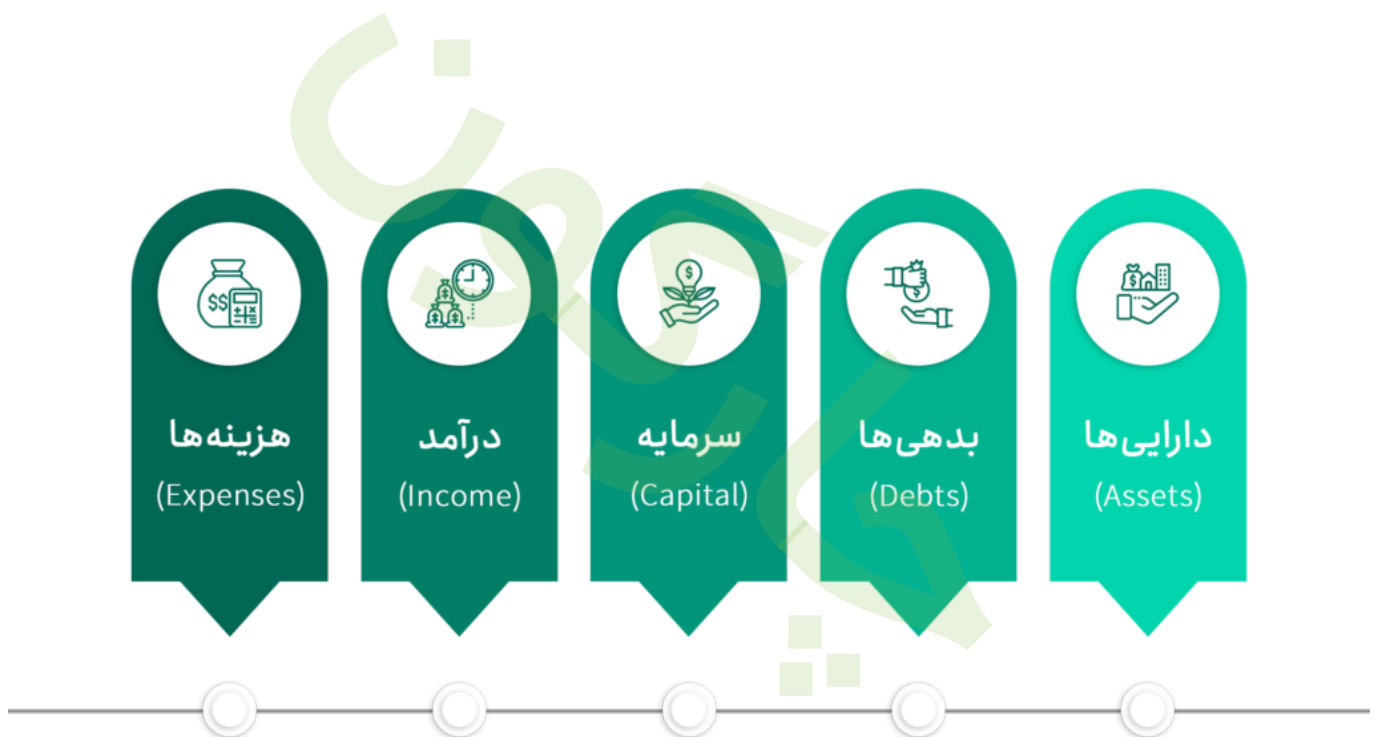 دارایی‌ها
(Assets)
بدهی‌ها
(Debts)
سرمایه
(Capital)
درآمد
(Income)
هزینه‌ها
(Expenses)